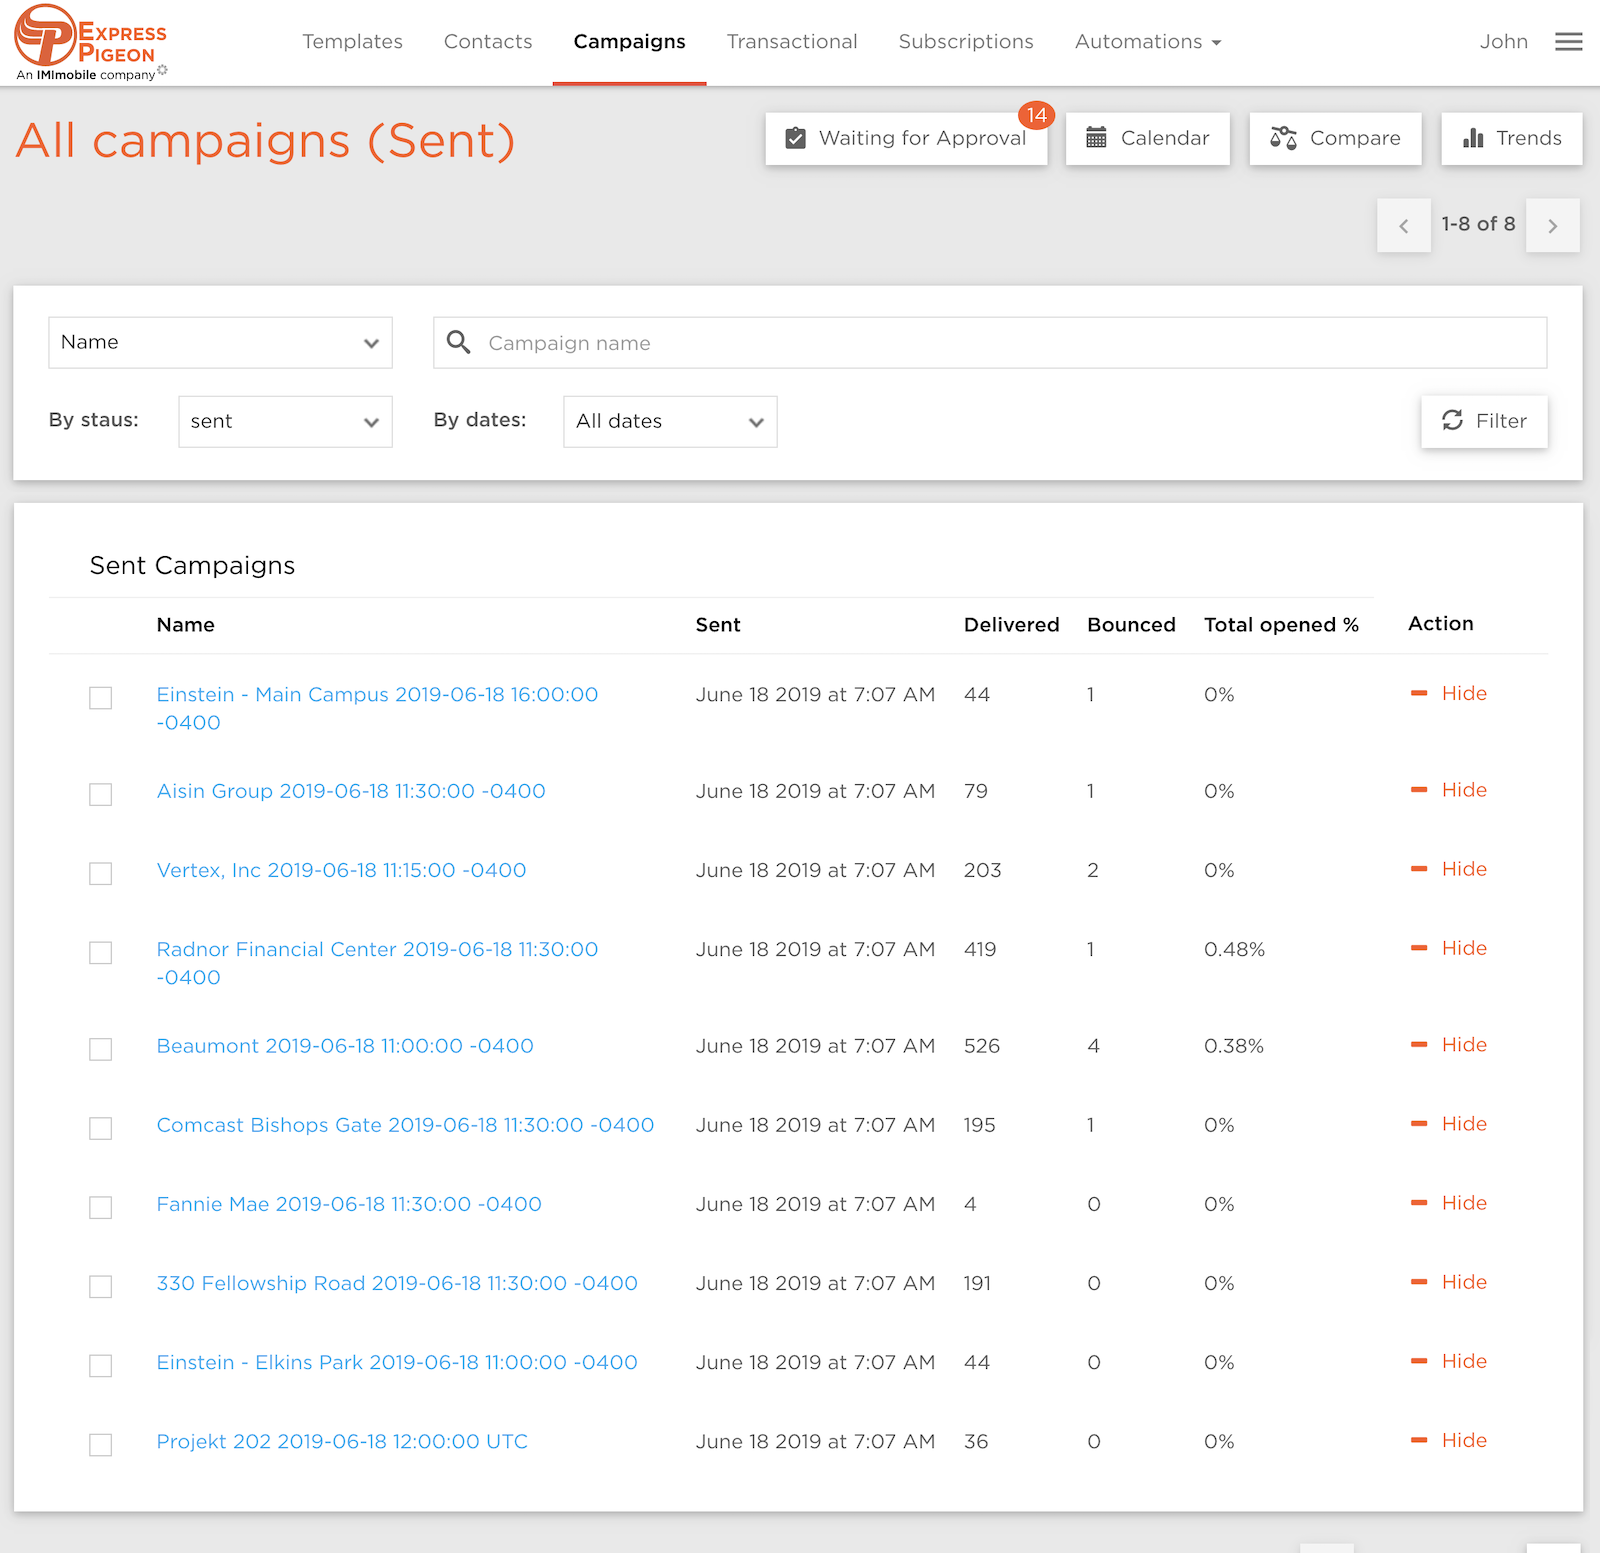 EXPRESS
PIGEON
An IMImobile company
Templates Contacts Campaigns Transactional Subscriptions Automations John
All campaigns (Sent)
Waiting for Approval 14 Calendar Compare Trends
1-8 of 8
Name Campaign name
By staus: sent By dates: All dates Filter
Sent Campaigns
Name Sent Delivered Bounced Total opened % Action
Einstein - Main Campus 2019-06-18 16:00:00 June 18 2019 at 7:07 AM 44 1 0% Hide
-0400
Aisin Group 2019-06-18 11:30:00 -0400 June 18 2019 at 7:07 AM 79 1 0% Hide
Vertex, Inc 2019-06-18 11:15:00 -0400 June 18 2019 at 7:07 AM 203 2 0% Hide
Radnor Financial Center 2019-06-18 11:30:00 June 18 2019 at 7:07 AM 419 1 0.48% Hide
-0400
Beaumont 2019-06-18 11:00:00 -0400 June 18 2019 at 7:07 AM 526 4 0.38% Hide
Comcast Bishops Gate 2019-06-18 11:30:00 -0400 June 18 2019 at 7:07 AM 195 1 0% Hide
Fannie Mae 2019-06-18 11:30:00 -0400 June 18 2019 at 7:07 AM 4 0 0% Hide
330 Fellowship Road 2019-06-18 11:30:00 -0400 June 18 2019 at 7:07 AM 191 0 0% Hide
Einstein - Elkins Park 2019-06-18 11:00:00 -0400 June 18 2019 at 7:07 AM 44 0 0% Hide
Projekt 202 2019-06-18 12:00:00 UTC June 18 2019 at 7:07 AM 36 0 0% Hide